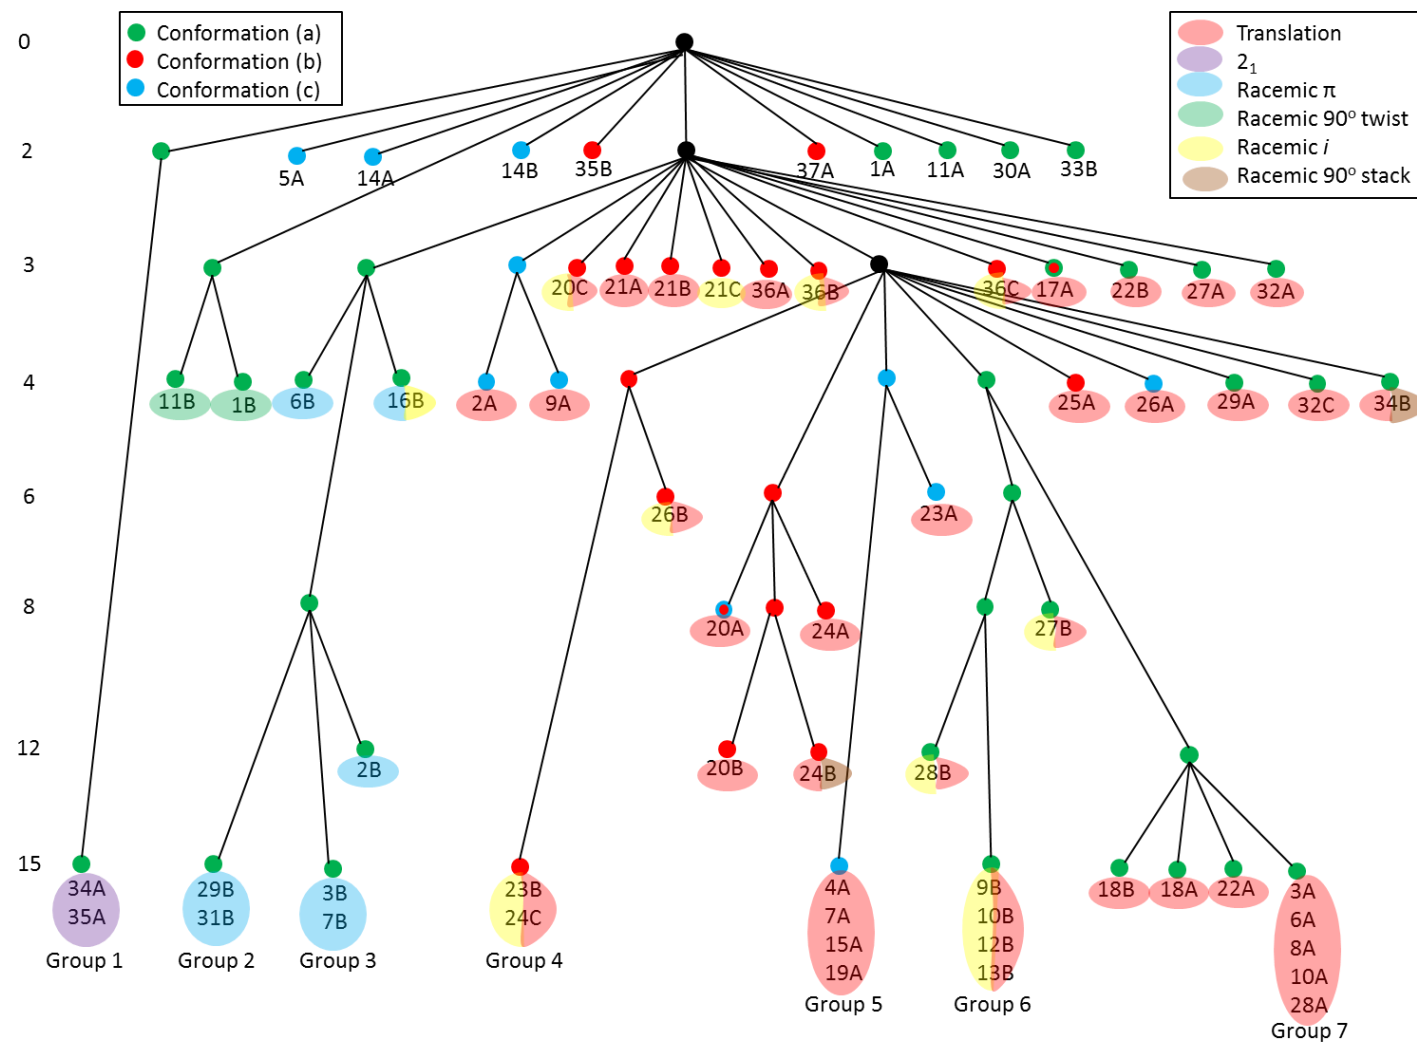 0
Conformation (a)
Conformation (b)
Conformation (c)
Translation
2₁
Racemic π
Racemic 90° twist
Racemic i
Racemic 90° stack
2
5A
14A
14B
35B
37A
1A
11A
30A
33B
3
20C
21A
21B
21C
36A
36B
36C
17A
22B
27A
32A
4
11B
1B
6B
16B
2A
9A
25A
26A
29A
32C
34B
6
26B
23A
8
20A
24A
27B
12
2B
20B
24B
28B
15
34A
35A
Group 1
29B
31B
Group 2
3B
7B
Group 3
23B
24C
Group 4
4A
7A
15A
19A
Group 5
9B
10B
12B
13B
Group 6
18B
18A
22A
3A
6A
8A
10A
28A
Group 7